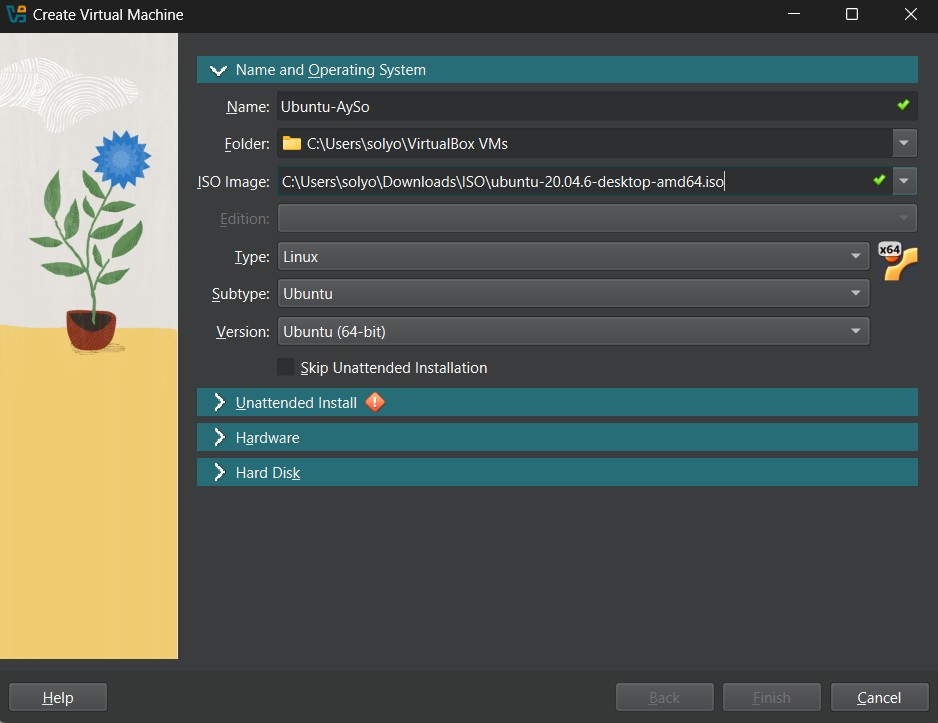 Create Virtual Machine
Name and Operating System
Name: Ubuntu-AySo
Folder: C:\Users\solyo\VirtualBox VMs
ISO Image: C:\Users\solyo\Downloads\ISO\ubuntu-20.04.6-desktop-amd64.iso
Edition:
Type: Linux
x64
Subtype: Ubuntu
Version: Ubuntu (64-bit)
Skip Unattended Installation
Unattended Install
Hardware
Hard Disk
Help Back Finish Cancel